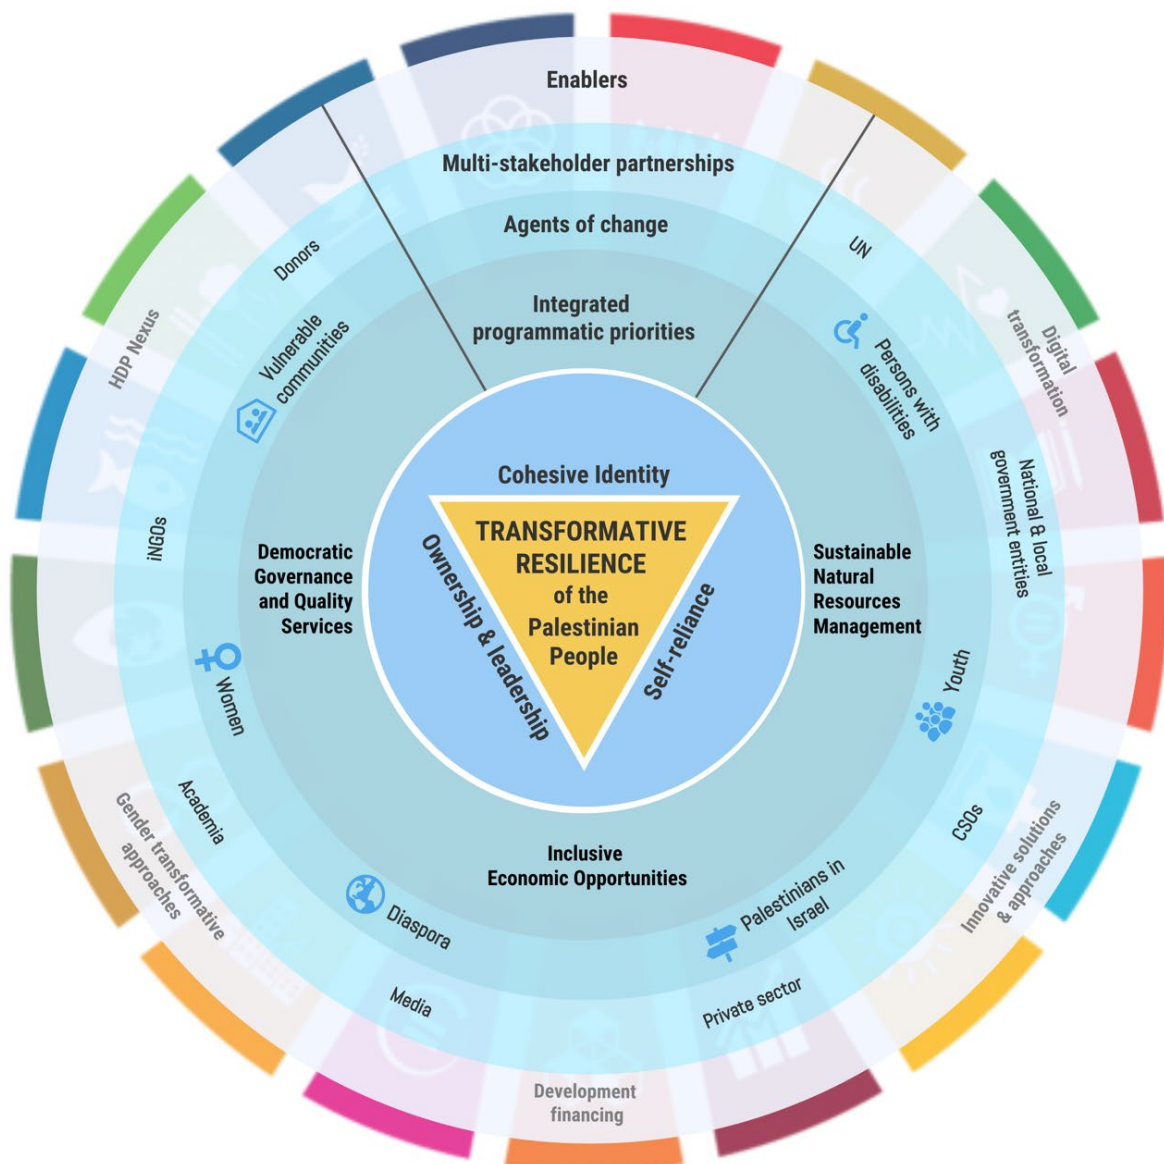 Enablers
Multi-stakeholder partnerships
Agents of change
Integrated
programmatic priorities
Donors
UN
HDP Nexus
Digital
transformation
Vulnerable
communities
Persons with
disabilities
iNGOs
National & local
government entities
Cohesive Identity
Ownership & leadership
Self-reliance
TRANSFORMATIVE
RESILIENCE
of the
Palestinian
People
Democratic
Governance
and Quality
Services
Sustainable
Natural
Resources
Management
Women
Youth
Academia
CSOs
Gender transformative
approaches
Innovative solutions
& approaches
Inclusive
Economic Opportunities
Diaspora
Palestinians in
Israel
Media
Private sector
Development
financing